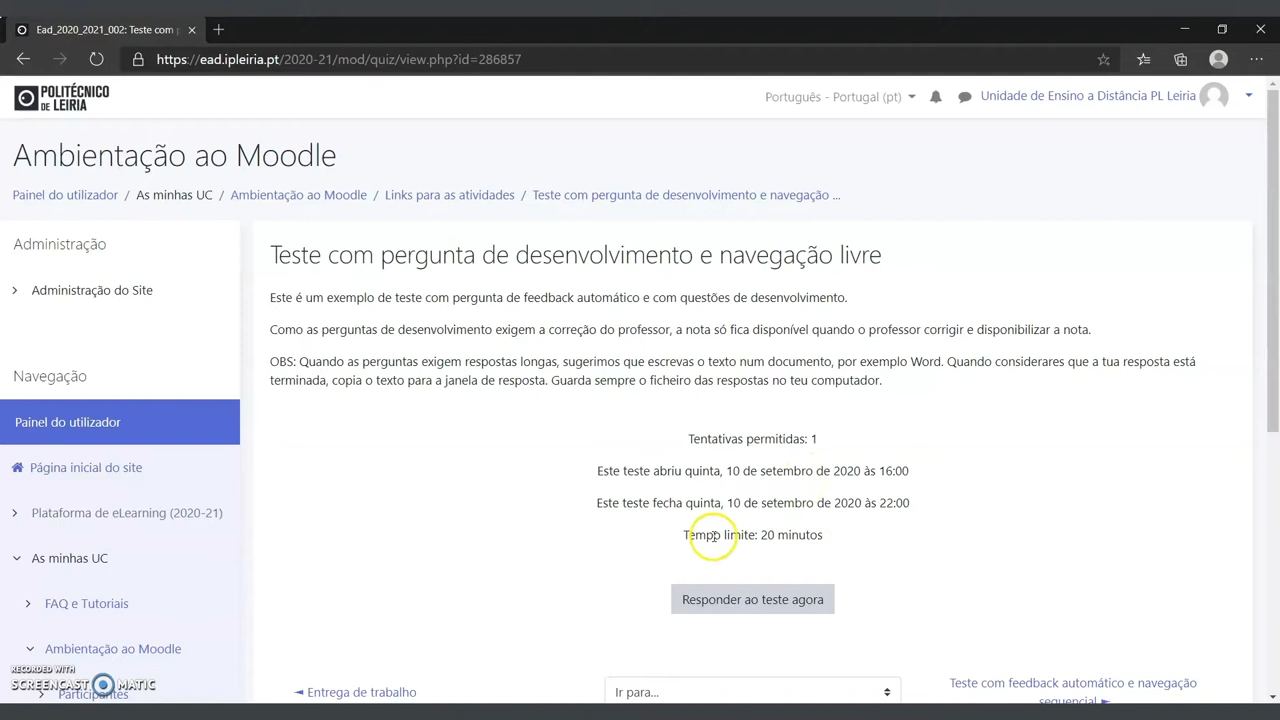 Ead_2020_2021_002: Teste com p
https://ead.ipleiria.pt/2020-21/mod/quiz/view.php?id=286857
POLITÉCNICO
DE LEIRIA
Português - Portugal (pt)
Unidade de Ensino a Distância PL Leiria
Ambientação ao Moodle
Painel do utilizador / As minhas UC / Ambientação ao Moodle / Links para as atividades / Teste com pergunta de desenvolvimento e navegação ...
Administração
Administração do Site
Navegação
Painel do utilizador
Página inicial do site
Plataforma de eLearning (2020-21)
As minhas UC
FAQ e Tutoriais
Ambientação ao Moodle
Participantes
RECORDED WITH
SCREENCAST MATIC
Teste com pergunta de desenvolvimento e navegação livre
Este é um exemplo de teste com pergunta de feedback automático e com questões de desenvolvimento.
Como as perguntas de desenvolvimento exigem a correção do professor, a nota só fica disponível quando o professor corrigir e disponibilizar a nota.
OBS: Quando as perguntas exigem respostas longas, sugerimos que escrevas o texto num documento, por exemplo Word. Quando considerares que a tua resposta está
terminada, copia o texto para a janela de resposta. Guarda sempre o ficheiro das respostas no teu computador.
Tentativas permitidas: 1
Este teste abriu quinta, 10 de setembro de 2020 às 16:00
Este teste fecha quinta, 10 de setembro de 2020 às 22:00
Tempo limite: 20 minutos
Responder ao teste agora
◄ Entrega de trabalho
Ir para...
Teste com feedback automático e navegação
sequencial ►